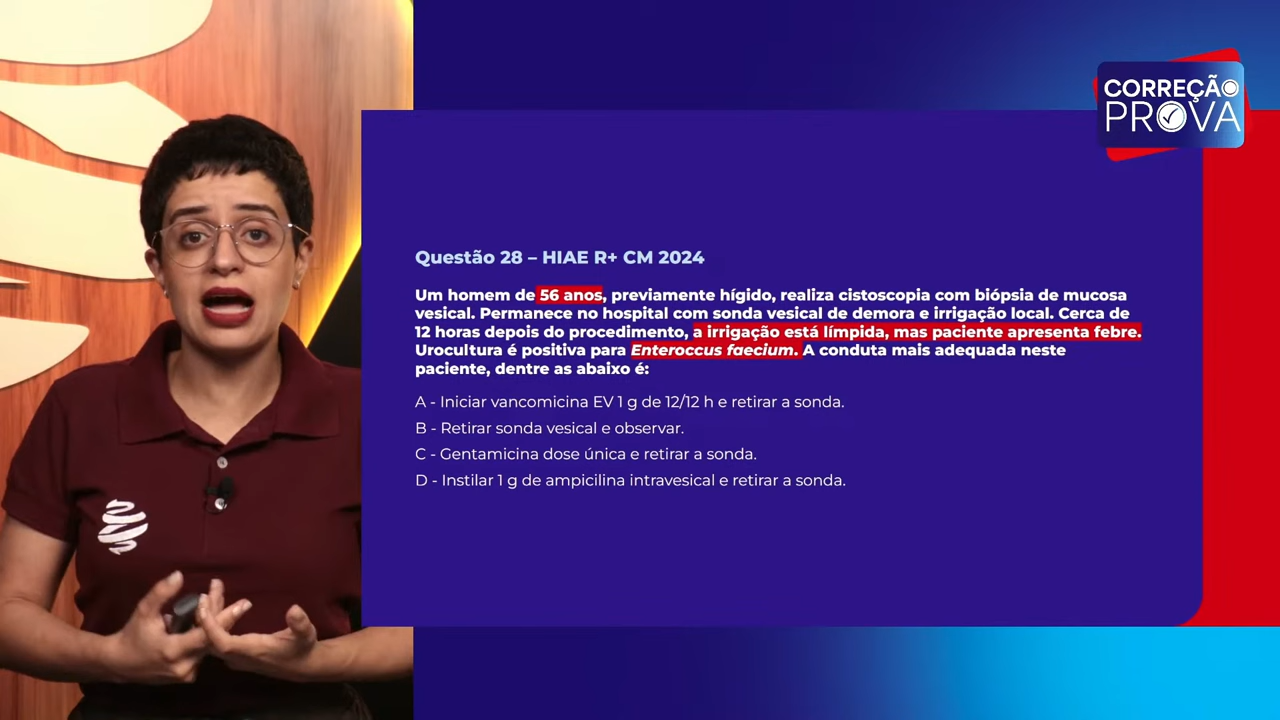 CORREÇÃO
PROVA
Questão 28 – HIAE R+ CM 2024
Um homem de 56 anos, previamente hígido, realiza cistoscopia com biópsia de mucosa
vesical. Permanece no hospital com sonda vesical de demora e irrigação local. Cerca de
12 horas depois do procedimento, a irrigação está límpida, mas paciente apresenta febre.
Urocultura é positiva para Enteroccus faecium. A conduta mais adequada neste
paciente, dentre as abaixo é:
A - Iniciar vancomicina EV 1 g de 12/12 h e retirar a sonda.
B - Retirar sonda vesical e observar.
C - Gentamicina dose única e retirar a sonda.
D - Instilar 1 g de ampicilina intravesical e retirar a sonda.